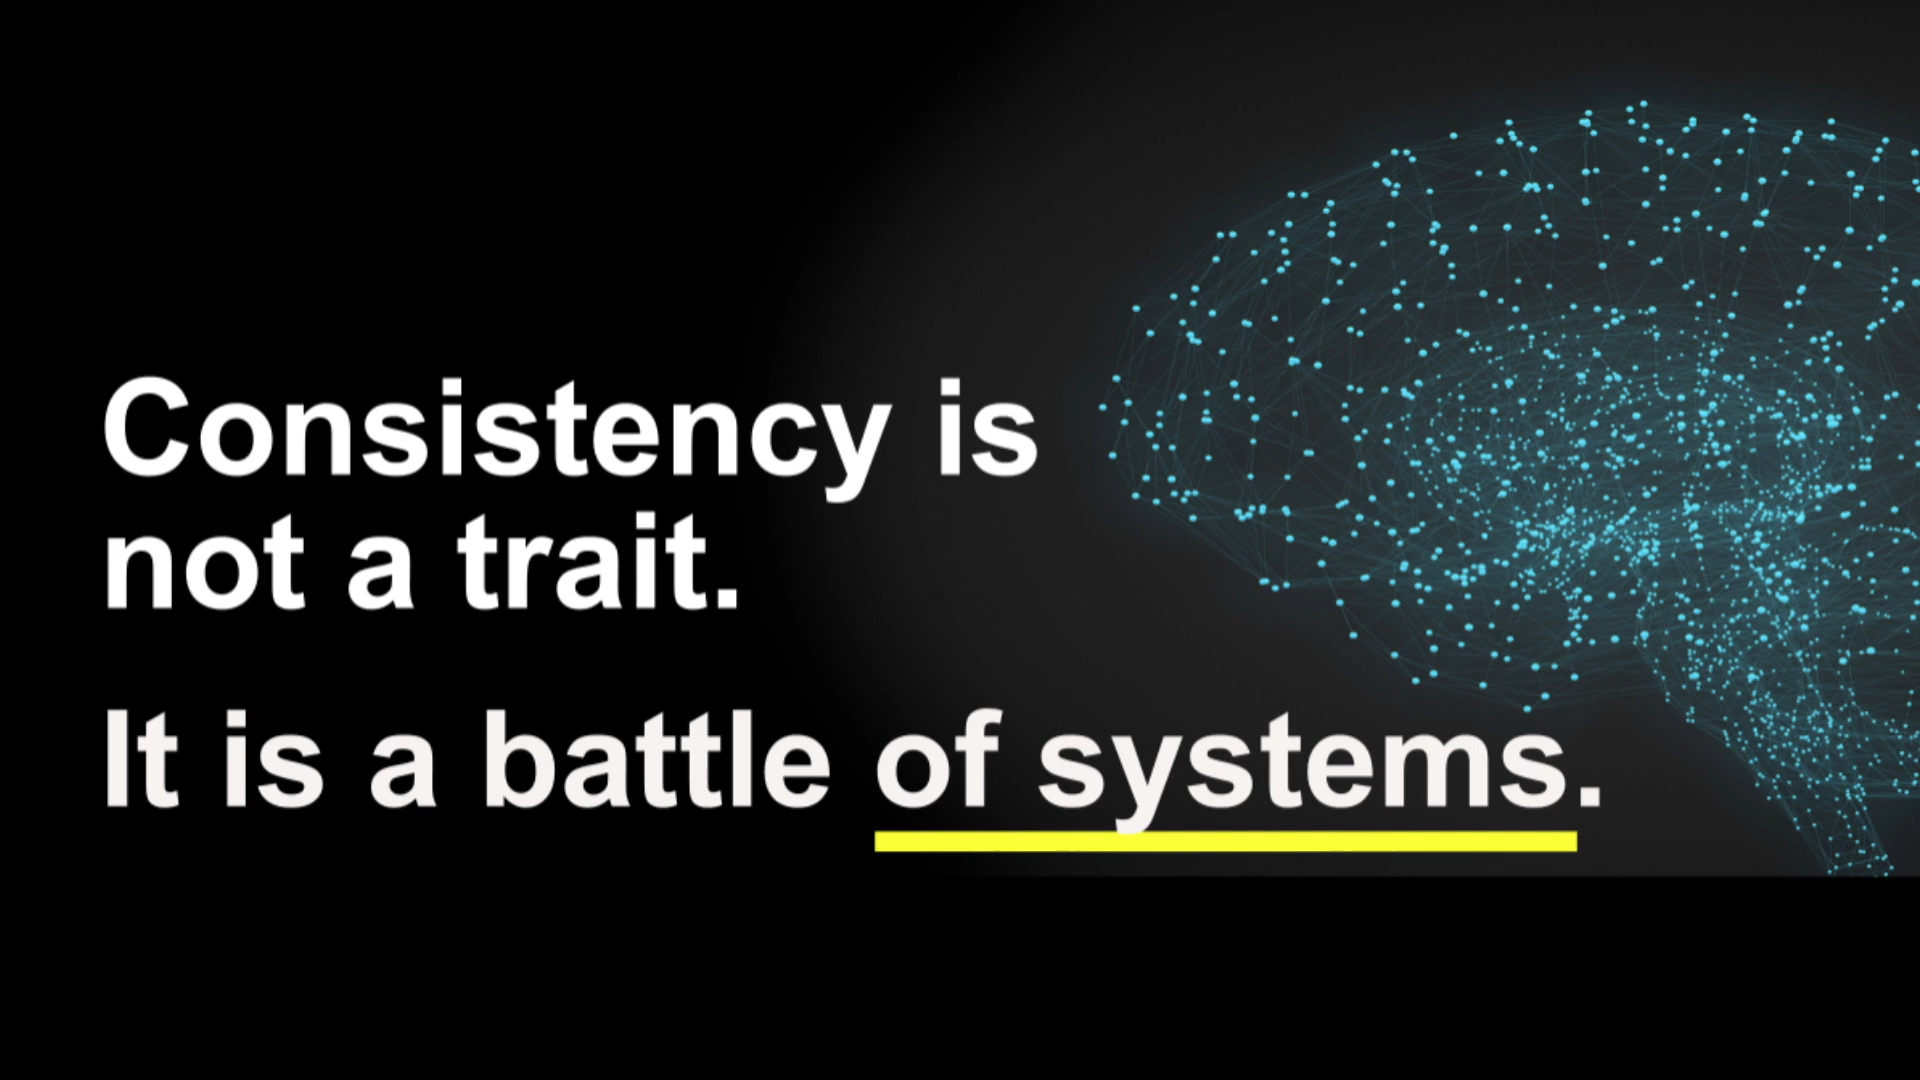 Consistency is
not a trait.
It is a battle of systems.